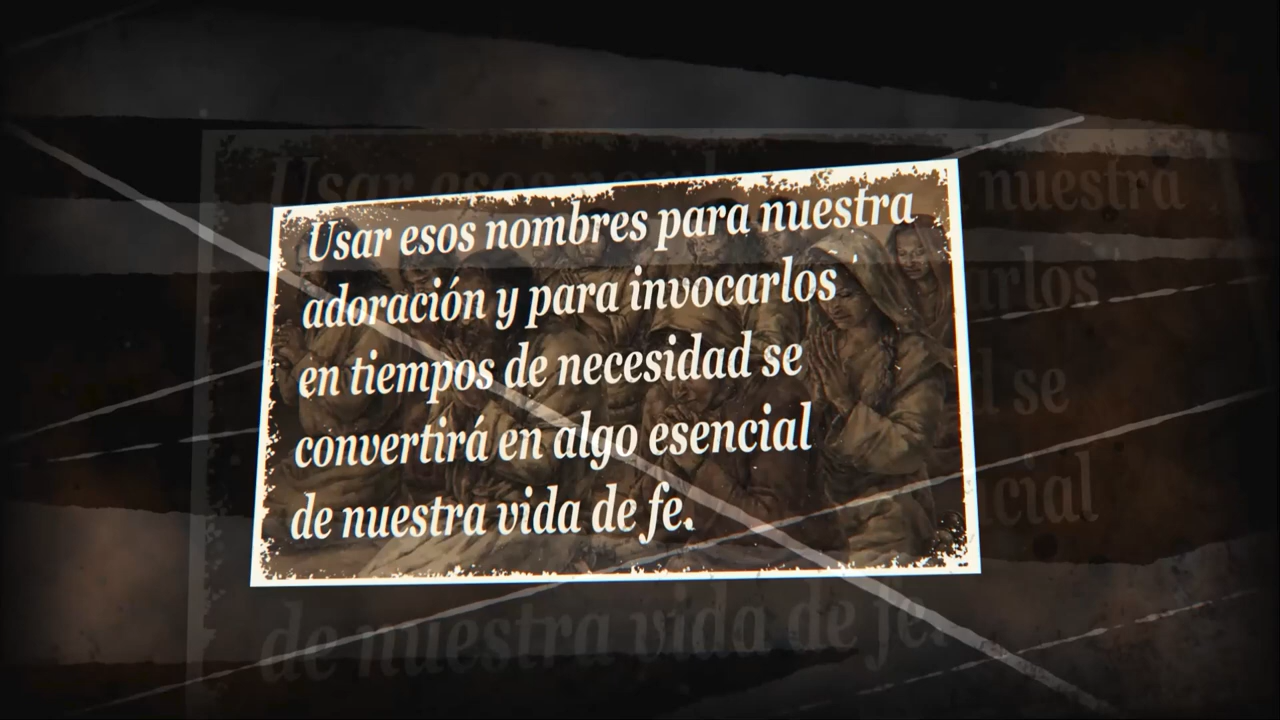 Usar esos nombres para nuestra
adoración y para invocarlos
en tiempos de necesidad se
convertirá en algo esencial
de nuestra vida de fe.